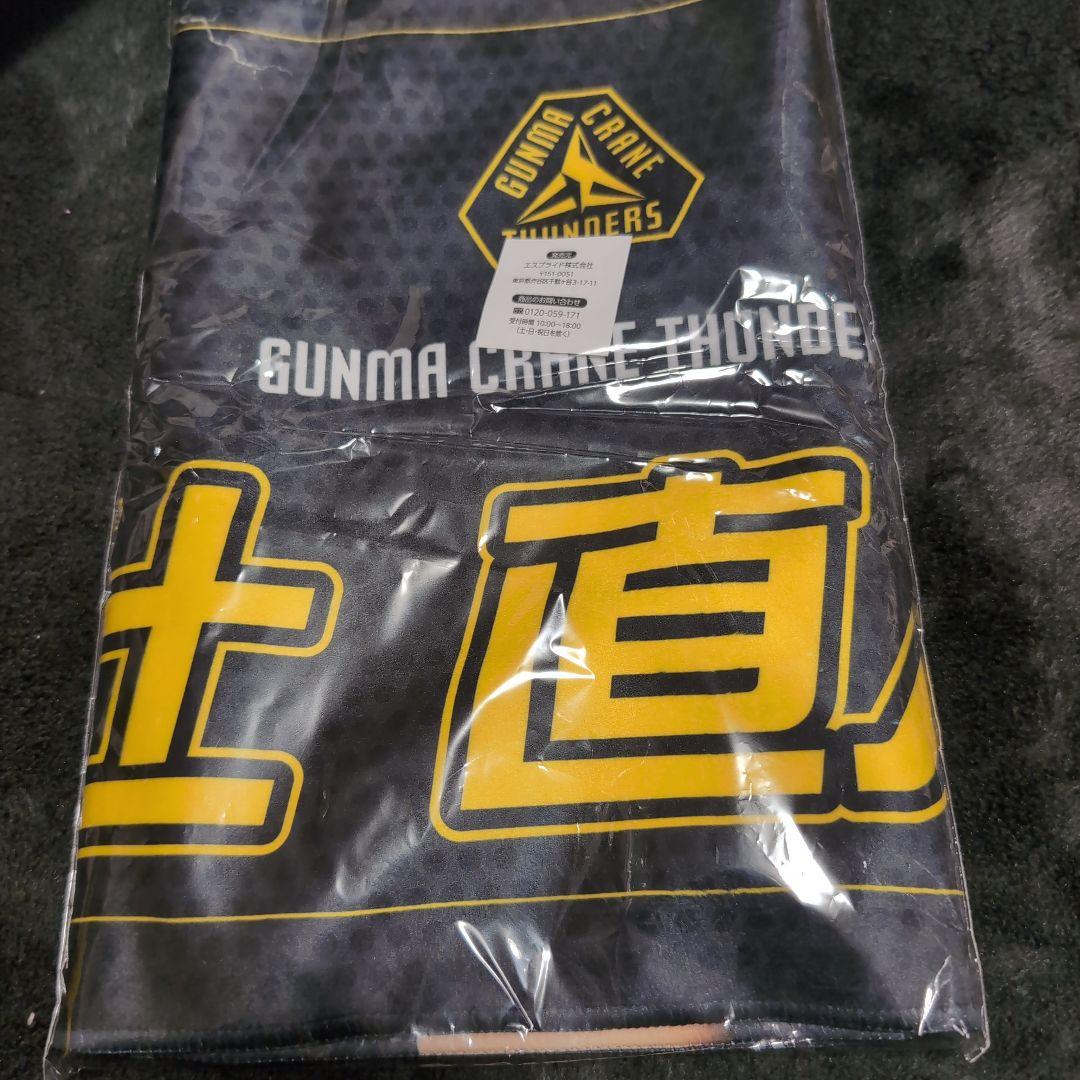 GUNMA CRANE
THUNDERS
発売元
エスプライド株式会社
〒151-0051
東京都渋谷区千駄ヶ谷3-17-11
商品のお問い合わせ
0120-059-171
受付時間 10:00～18:00
(土・日・祝日を除く)
GUNMA CRANE THUNDE
直